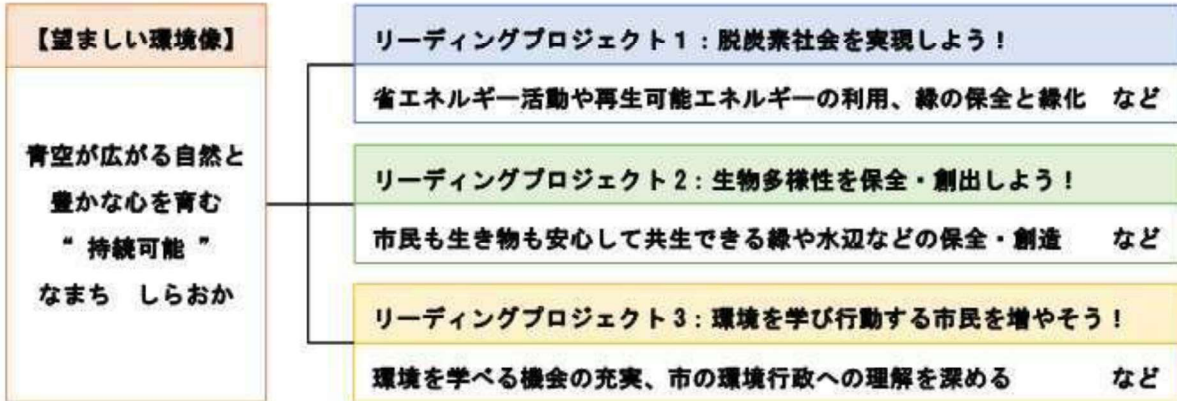 【望ましい環境像】
青空が広がる自然と
豊かな心を育む
“ 持続可能 ”
なまち　しらおか
リーディングプロジェクト１：脱炭素社会を実現しよう！
省エネルギー活動や再生可能エネルギーの利用、緑の保全と緑化　など
リーディングプロジェクト２：生物多様性を保全・創出しよう！
市民も生き物も安心して共生できる緑や水辺などの保全・創造　など
リーディングプロジェクト３：環境を学び行動する市民を増やそう！
環境を学べる機会の充実、市の環境行政への理解を深める　など